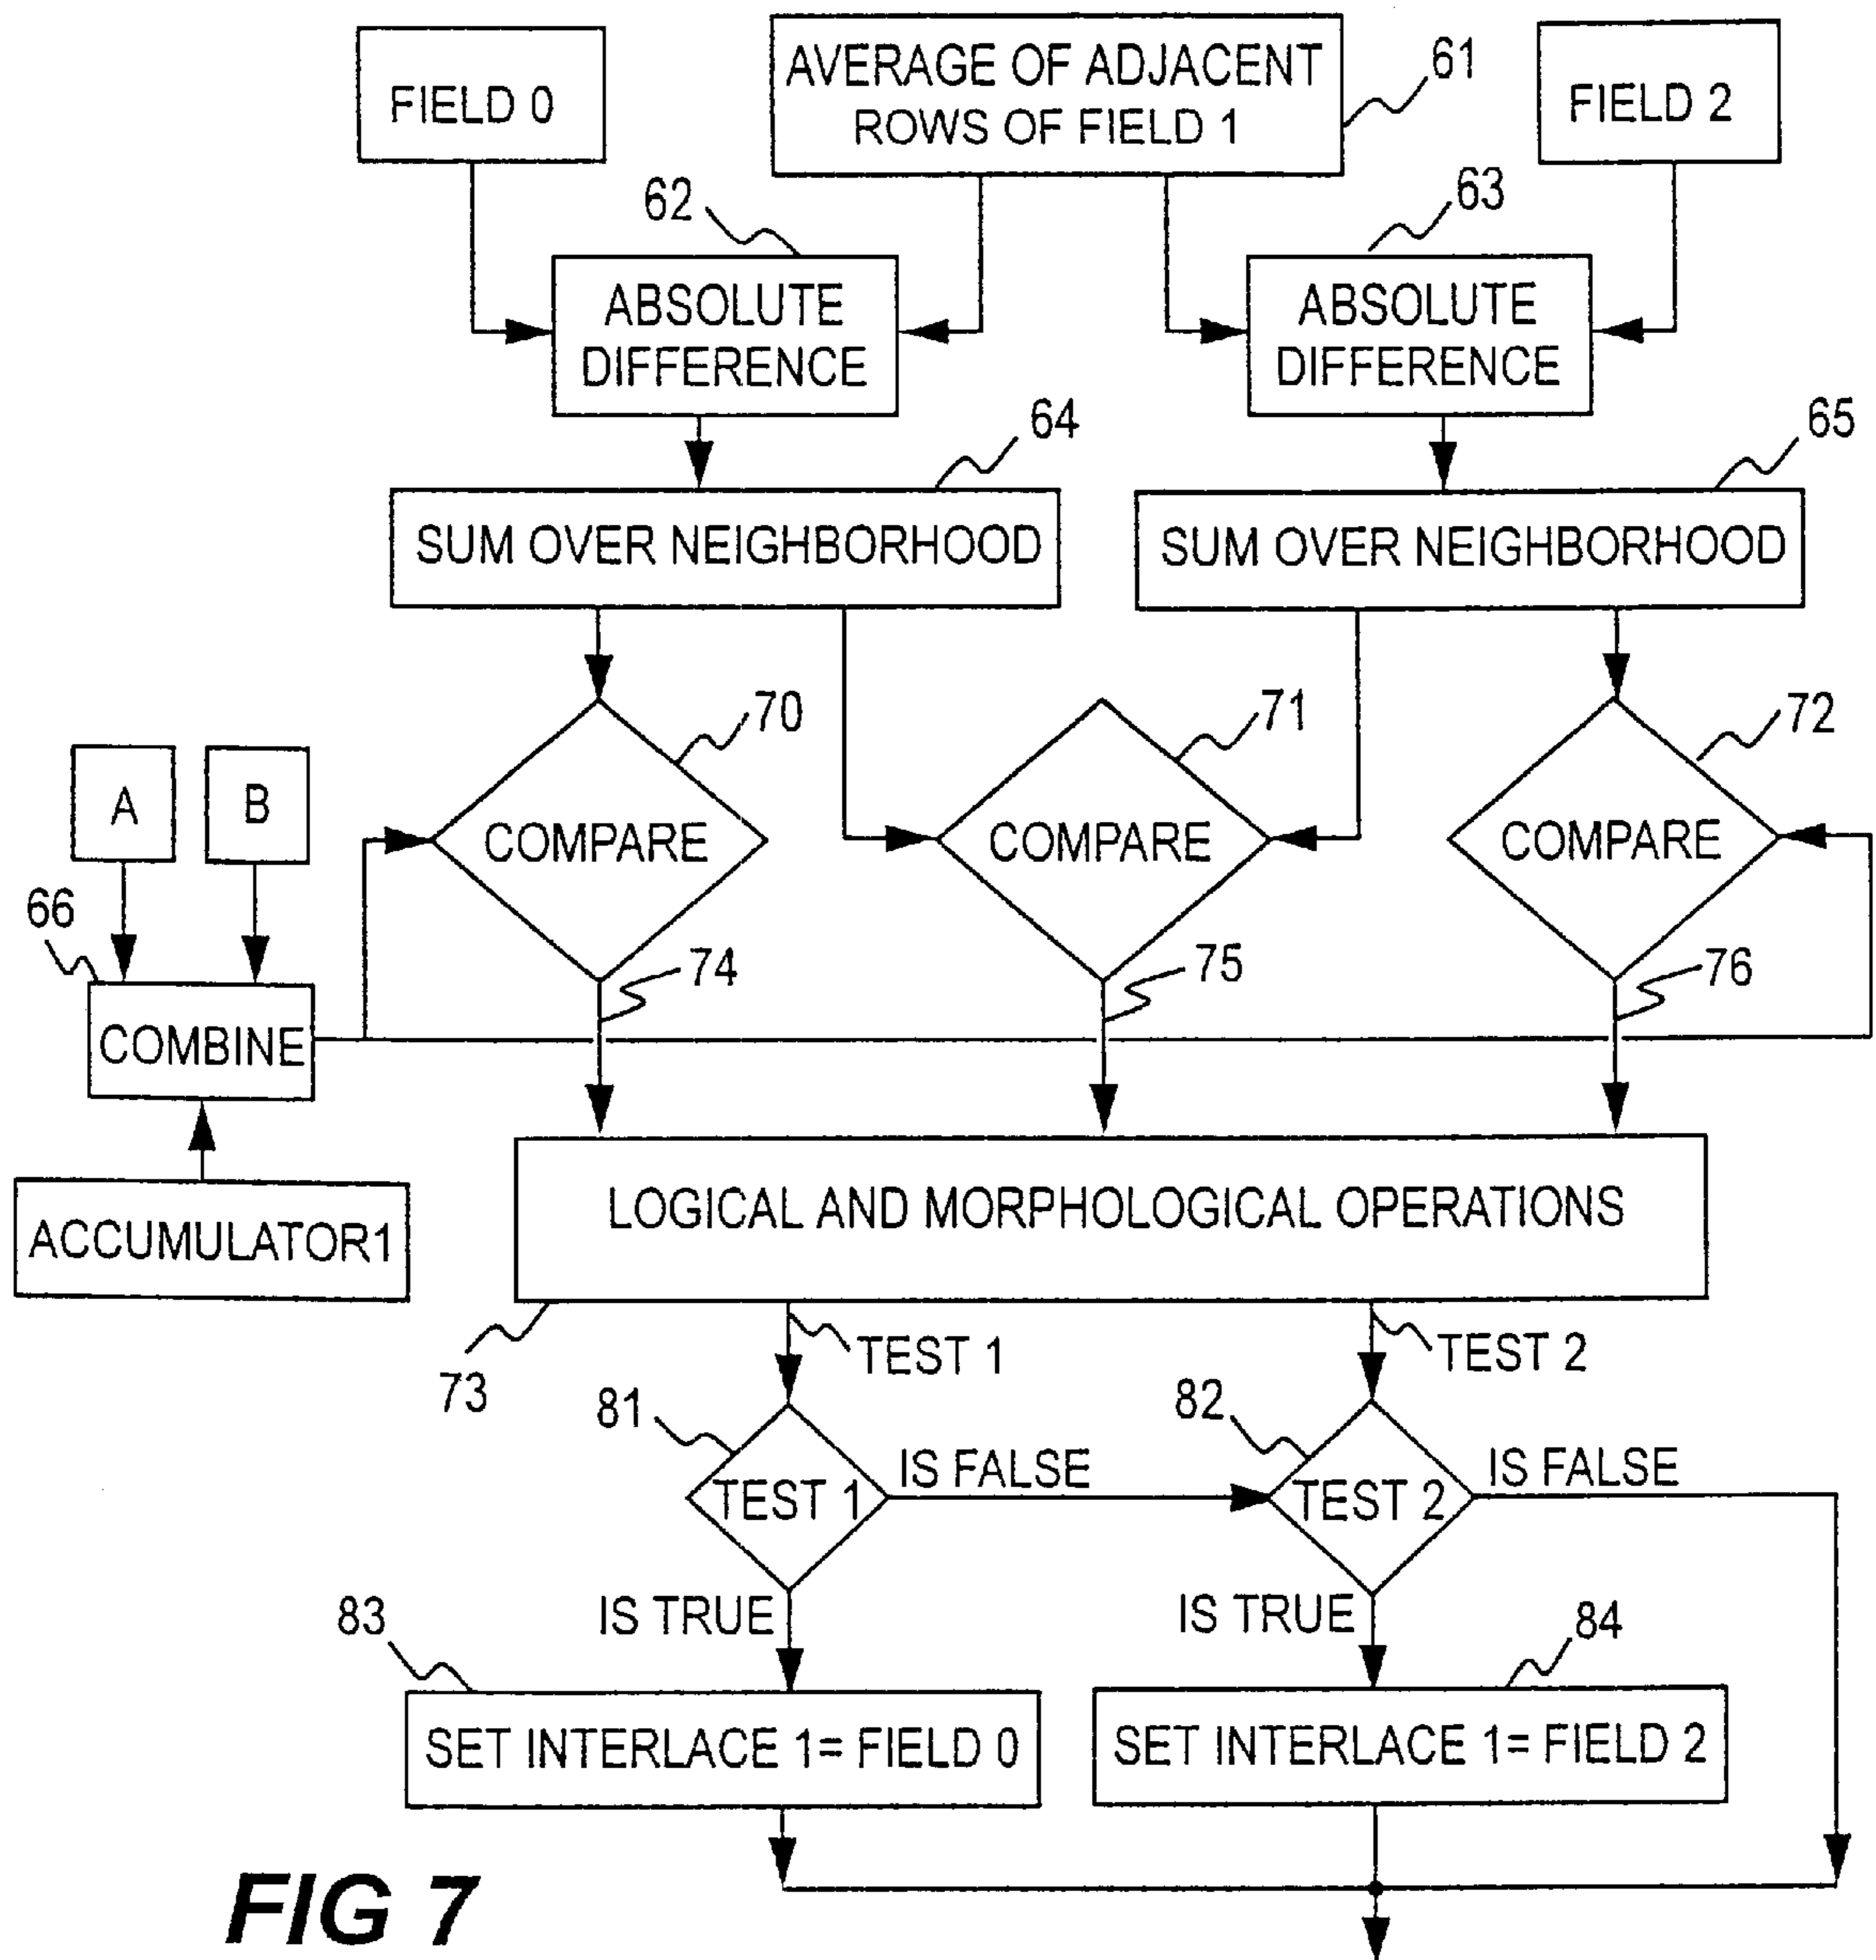 FIELD 0
AVERAGE OF ADJACENT
ROWS OF FIELD 1
61
FIELD 2
62
63
ABSOLUTE
DIFFERENCE
ABSOLUTE
DIFFERENCE
64
65
SUM OVER NEIGHBORHOOD
SUM OVER NEIGHBORHOOD
70
71
72
A
B
COMPARE
COMPARE
COMPARE
66
74
75
76
COMBINE
LOGICAL AND MORPHOLOGICAL OPERATIONS
ACCUMULATOR1
73
TEST 1
TEST 2
81
82
TEST 1
IS FALSE
TEST 2
IS FALSE
IS TRUE
IS TRUE
83
84
SET INTERLACE 1= FIELD 0
SET INTERLACE 1= FIELD 2
FIG 7